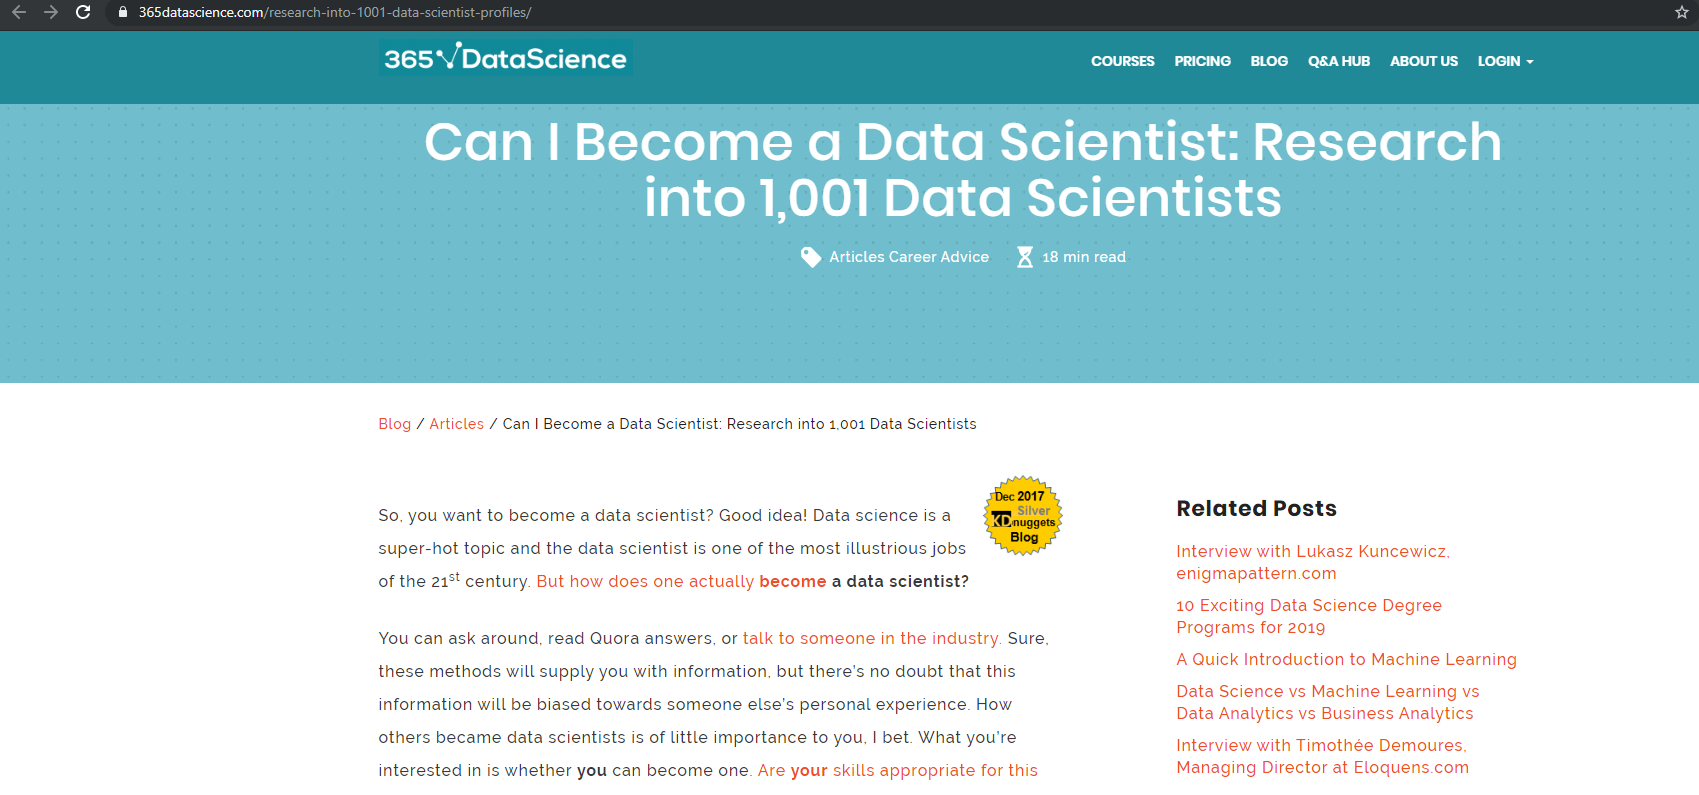 365datascience.com/research-into-1001-data-scientist-profiles/
365 DataScience
COURSES PRICING BLOG Q&A HUB ABOUT US LOGIN
Can I Become a Data Scientist: Research
into 1,001 Data Scientists
Articles Career Advice 18 min read
Blog / Articles / Can I Become a Data Scientist: Research into 1,001 Data Scientists
So, you want to become a data scientist? Good idea! Data science is a
super-hot topic and the data scientist is one of the most illustrious jobs
of the 21st century. But how does one actually become a data scientist?
Dec 2017
Silver
KDnuggets
Blog
You can ask around, read Quora answers, or talk to someone in the industry. Sure,
these methods will supply you with information, but there's no doubt that this
information will be biased towards someone else's personal experience. How
others became data scientists is of little importance to you, I bet. What you're
interested in is whether you can become one. Are your skills appropriate for this
Related Posts
Interview with Lukasz Kuncewicz,
enigmapattern.com
10 Exciting Data Science Degree
Programs for 2019
A Quick Introduction to Machine Learning
Data Science vs Machine Learning vs
Data Analytics vs Business Analytics
Interview with Timothée Demoures,
Managing Director at Eloquens.com